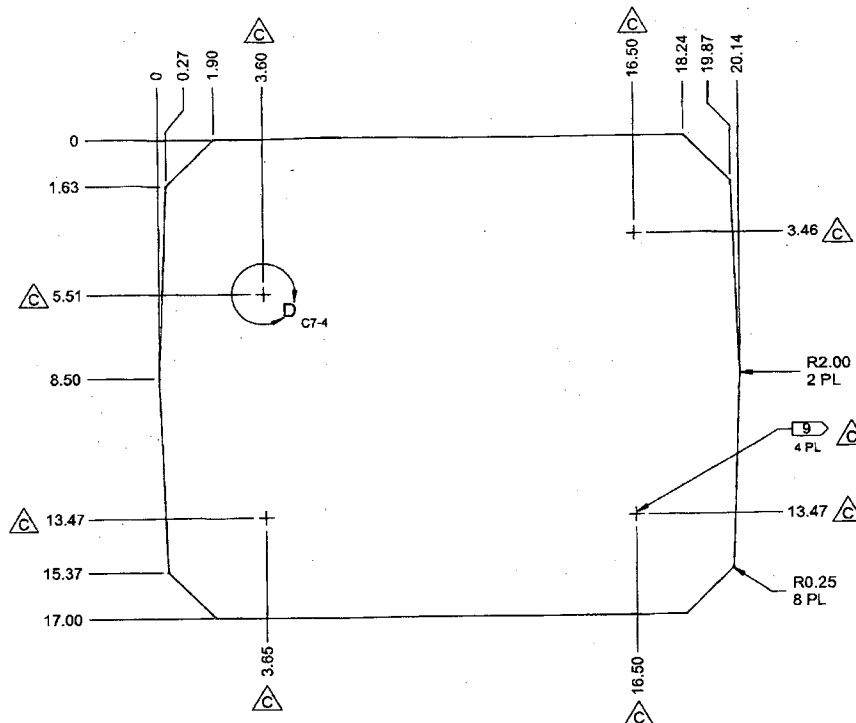 C
C
0
0.27
1.90
3.60
16.50
18.24
19.87
20.14
0
1.63
3.46 C
C 5.51
D
C7-4
8.50
R2.00
2 PL
9
C
4 PL
C 13.47
13.47 C
15.37
R0.25
8 PL
17.00
3.65
16.50
C
C